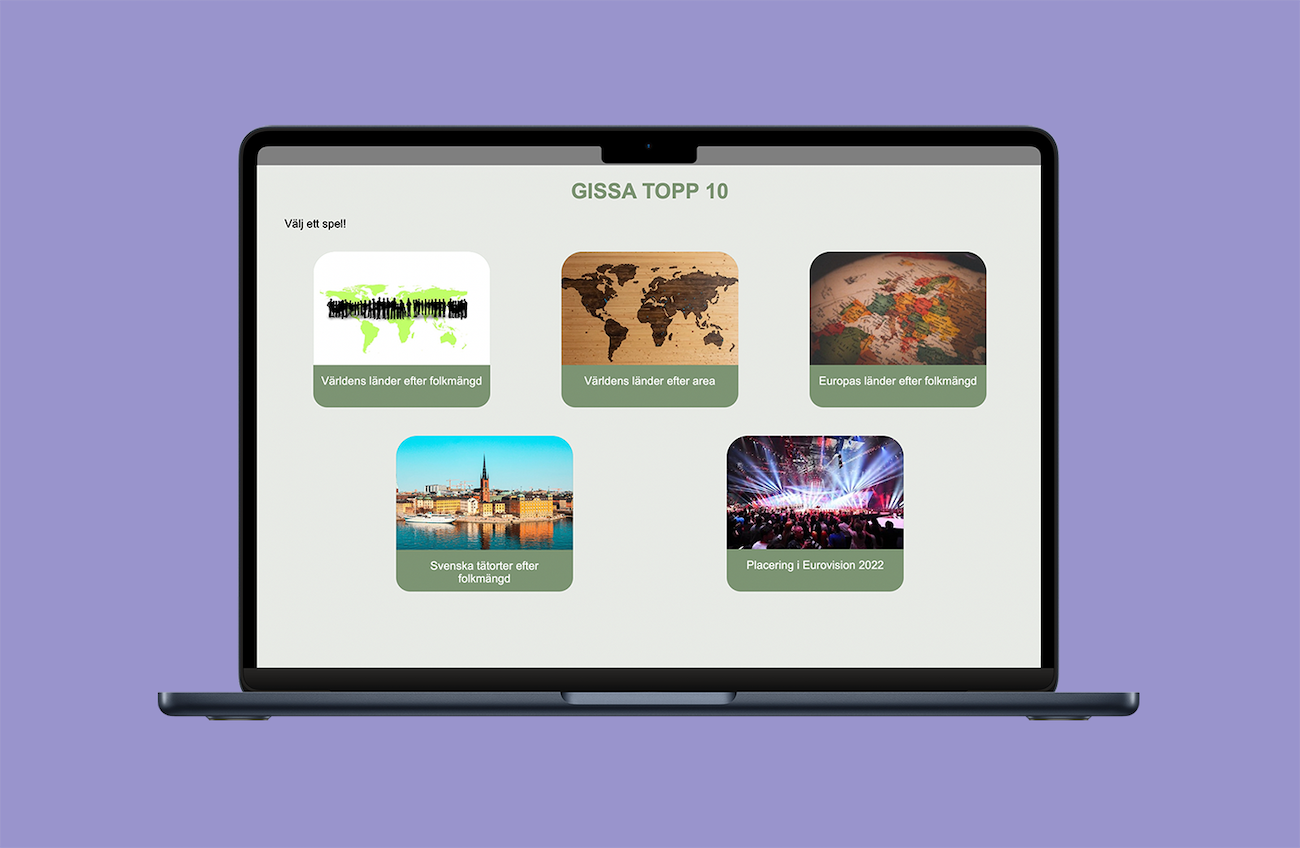 GISSA TOPP 10
Välj ett spel!
Världens länder efter folkmängd
Världens länder efter area
Europas länder efter folkmängd
Svenska tätorter efter
folkmängd
Placering i Eurovision 2022